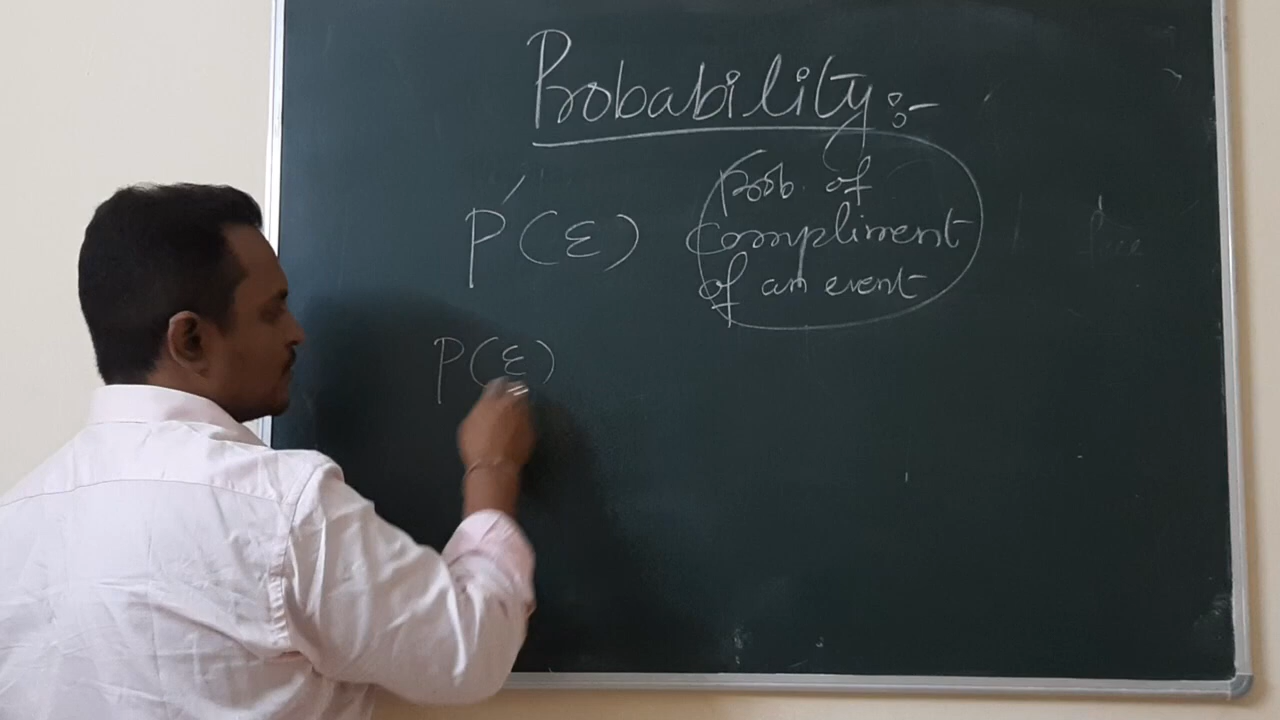 Probability :-
P'(ε) Prob. of
compliment
of an event
P(ε)